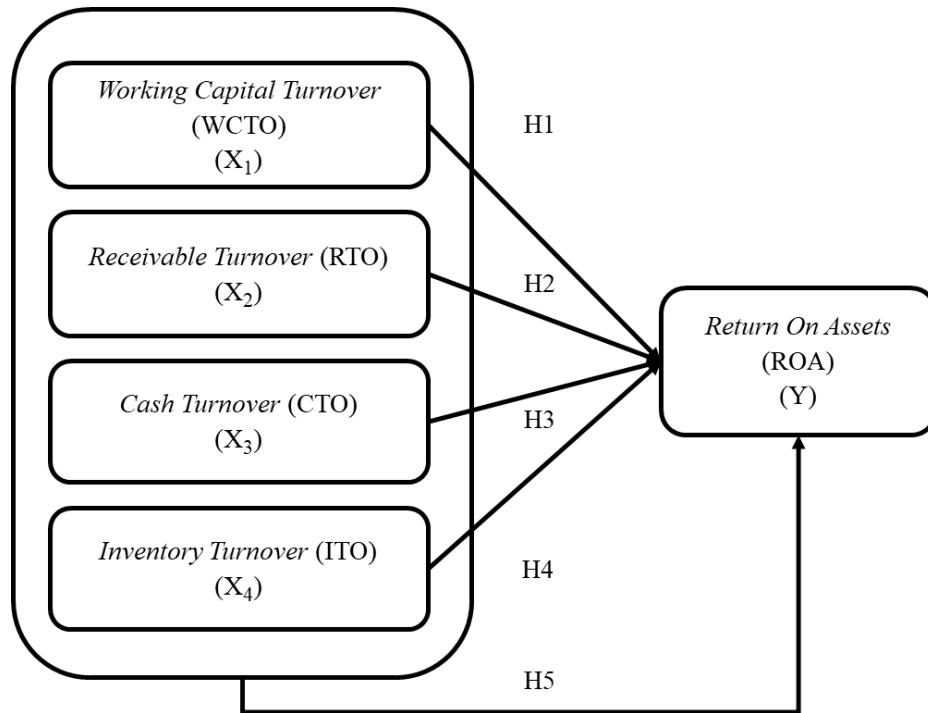 Working Capital Turnover
(WCTO)
(X₁)
H1
Receivable Turnover (RTO)
(X₂)
H2
Return On Assets
(ROA)
(Y)
Cash Turnover (CTO)
(X₃)
H3
Inventory Turnover (ITO)
(X₄)
H4
H5